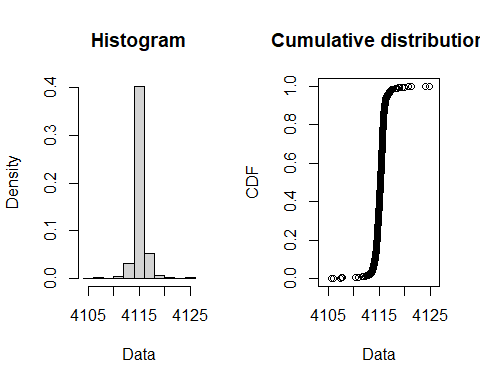 Histogram
Density
0.0 0.1 0.2 0.3 0.4
4105 4115 4125
Data
Cumulative distribution
CDF
0.0 0.2 0.4 0.6 0.8 1.0
4105 4115 4125
Data